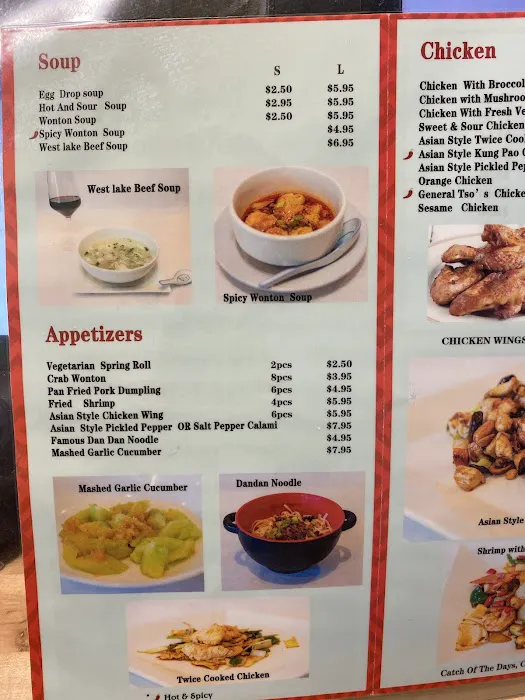 Soup
S L
Egg Drop soup $2.50 $5.95
Hot And Sour Soup $2.95 $5.95
Wonton Soup $2.50 $5.95
Spicy Wonton Soup $4.95
West lake Beef Soup $6.95
West lake Beef Soup
Spicy Wonton Soup
Appetizers
Vegetarian Spring Roll 2pcs $2.50
Crab Wonton 8pcs $3.95
Pan Fried Pork Dumpling 6pcs $4.95
Fried Shrimp 4pcs $5.95
Asian Style Chicken Wing 6pcs $5.95
Asian Style Pickled Pepper OR Salt Pepper Calami $7.95
Famous Dan Dan Noodle $4.95
Mashed Garlic Cucumber $7.95
Mashed Garlic Cucumber
Dandan Noodle
Twice Cooked Chicken
* Hot & Spicy
Chicken
Chicken With Broccol
Chicken with Mushroo
Chicken With Fresh Ve
Sweet & Sour Chicken
Asian Style Twice Coo
Asian Style Kung Pao C
Asian Style Pickled Pep
Orange Chicken
General Tso's Chicke
Sesame Chicken
CHICKEN WINGS
Asian Style
Shrimp with
Catch Of The Days, C